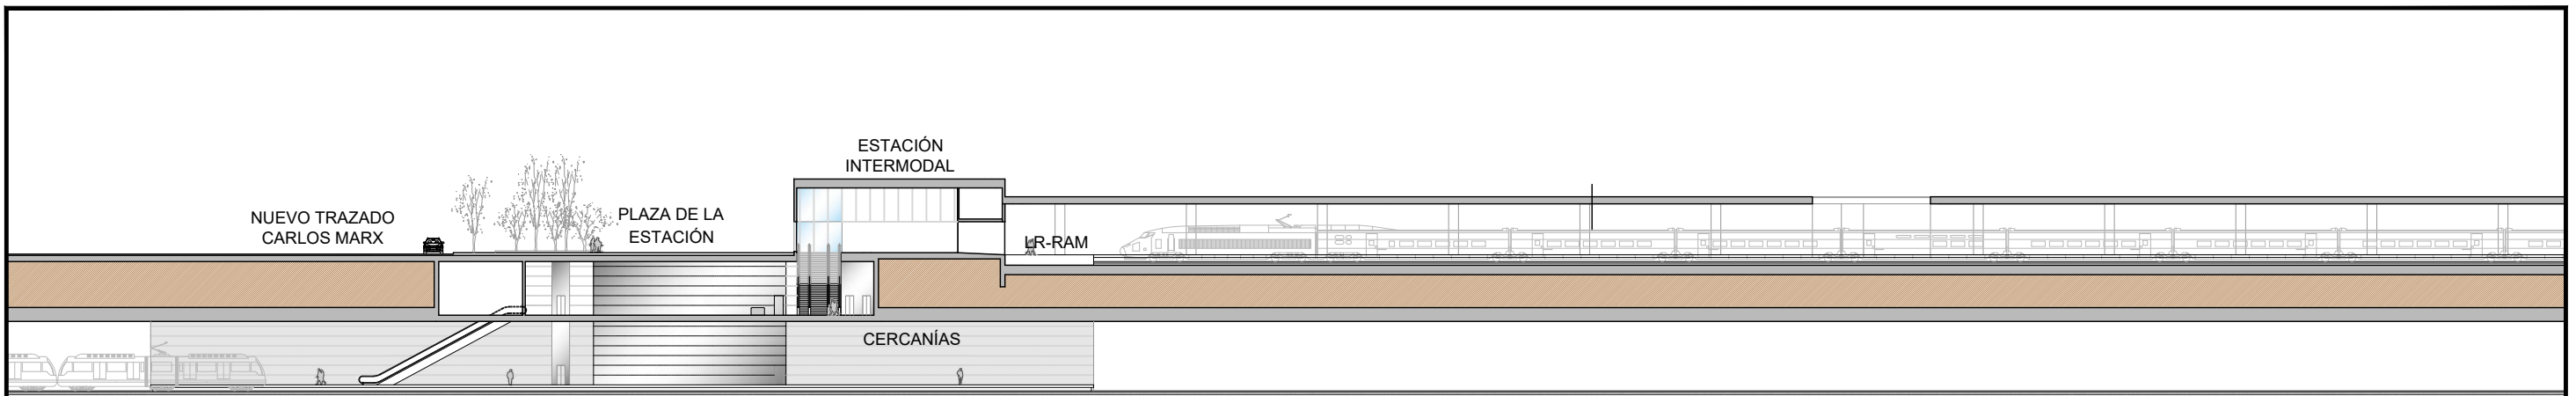 ESTACIÓN
INTERMODAL
NUEVO TRAZADO
CARLOS MARX
PLAZA DE LA
ESTACIÓN
LR-RAM
CERCANÍAS